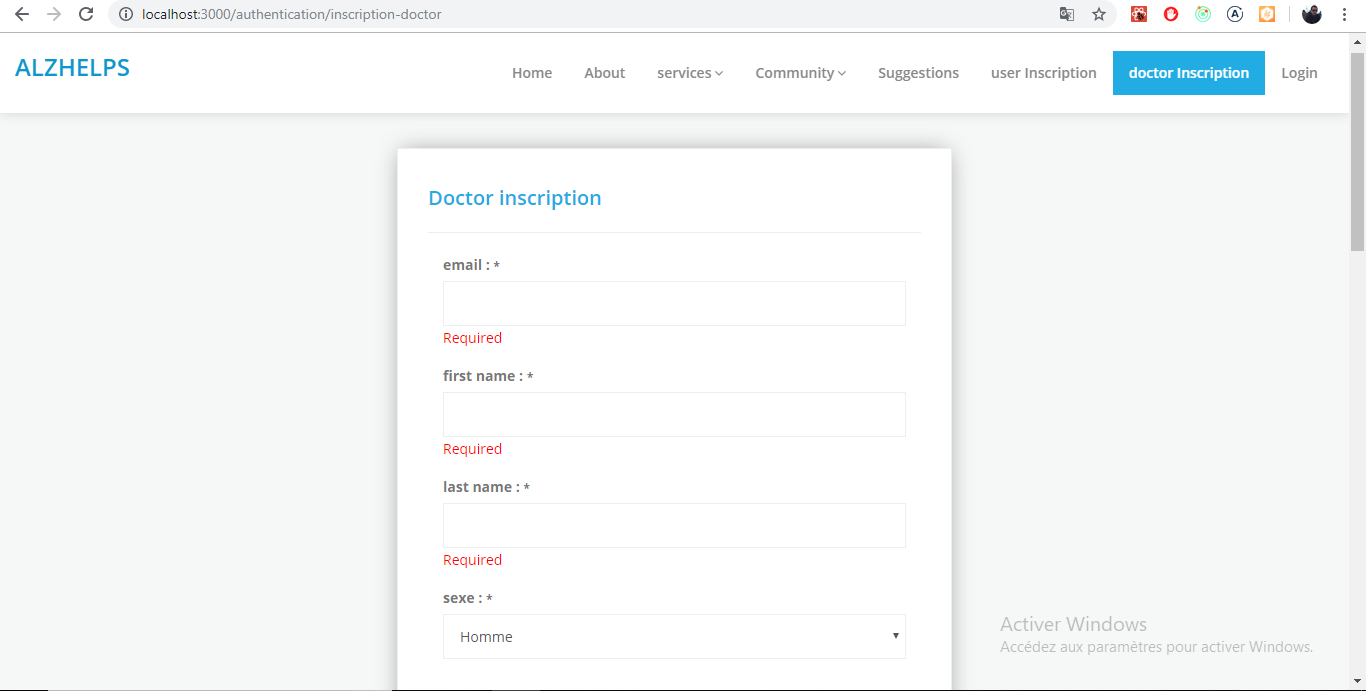 localhost:3000/authentication/inscription-doctor
ALZHELPS
Home About services Community Suggestions user Inscription doctor Inscription Login
Doctor inscription
email : *
Required
first name : *
Required
last name : *
Required
sexe : *
Homme
Activer Windows
Accédez aux paramètres pour activer Windows.